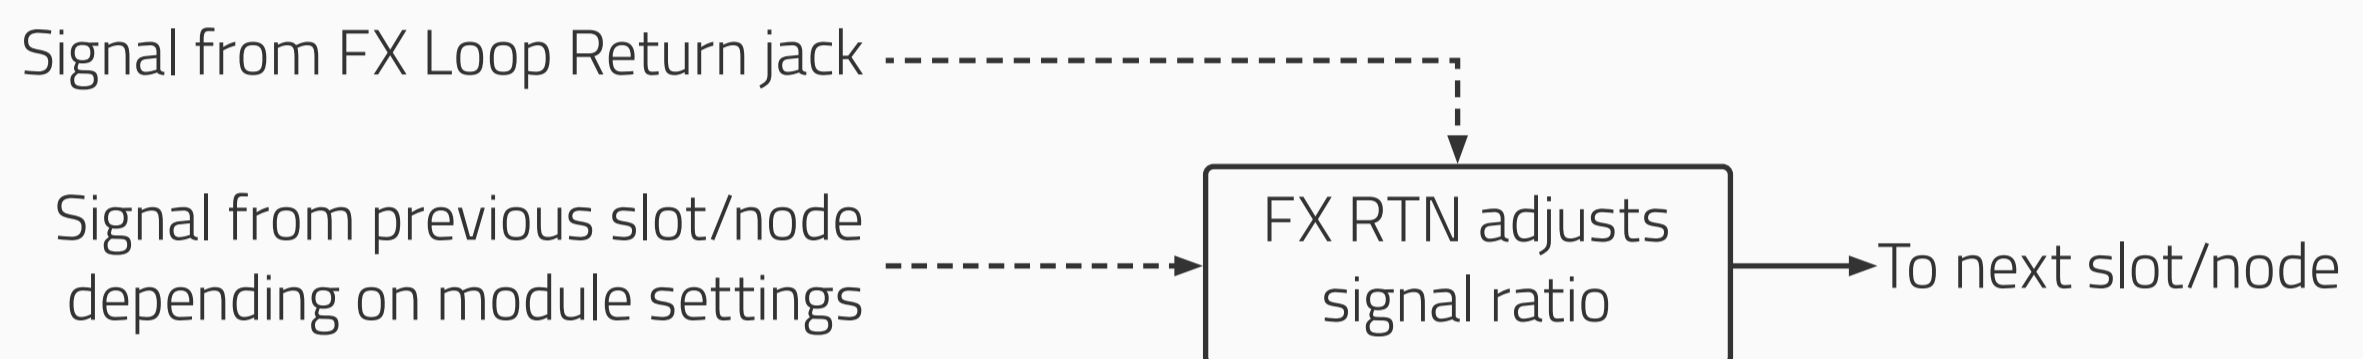 Signal from FX Loop Return jack
Signal from previous slot/node
depending on module settings
FX RTN adjusts
signal ratio
To next slot/node